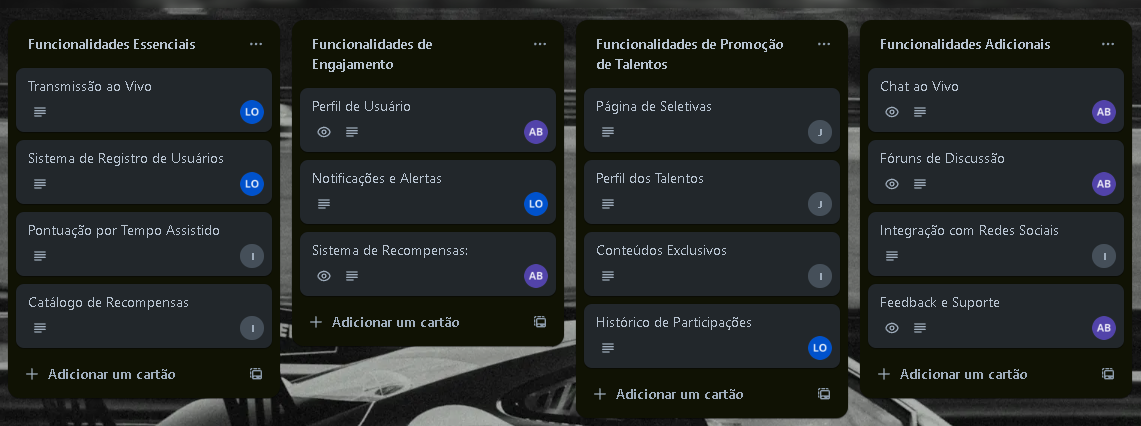 Funcionalidades Essenciais
Transmissão ao Vivo
LO
Sistema de Registro de Usuários
LO
Pontuação por Tempo Assistido
I
Catálogo de Recompensas
I
Adicionar um cartão
Funcionalidades de
Engajamento
Perfil de Usuário
AB
Notificações e Alertas
LO
Sistema de Recompensas:
AB
Adicionar um cartão
Funcionalidades de Promoção
de Talentos
Página de Seletivas
J
Perfil dos Talentos
J
Conteúdos Exclusivos
I
Histórico de Participações
LO
Adicionar um cartão
Funcionalidades Adicionais
Chat ao Vivo
AB
Fóruns de Discussão
AB
Integração com Redes Sociais
I
Feedback e Suporte
AB
Adicionar um cartão